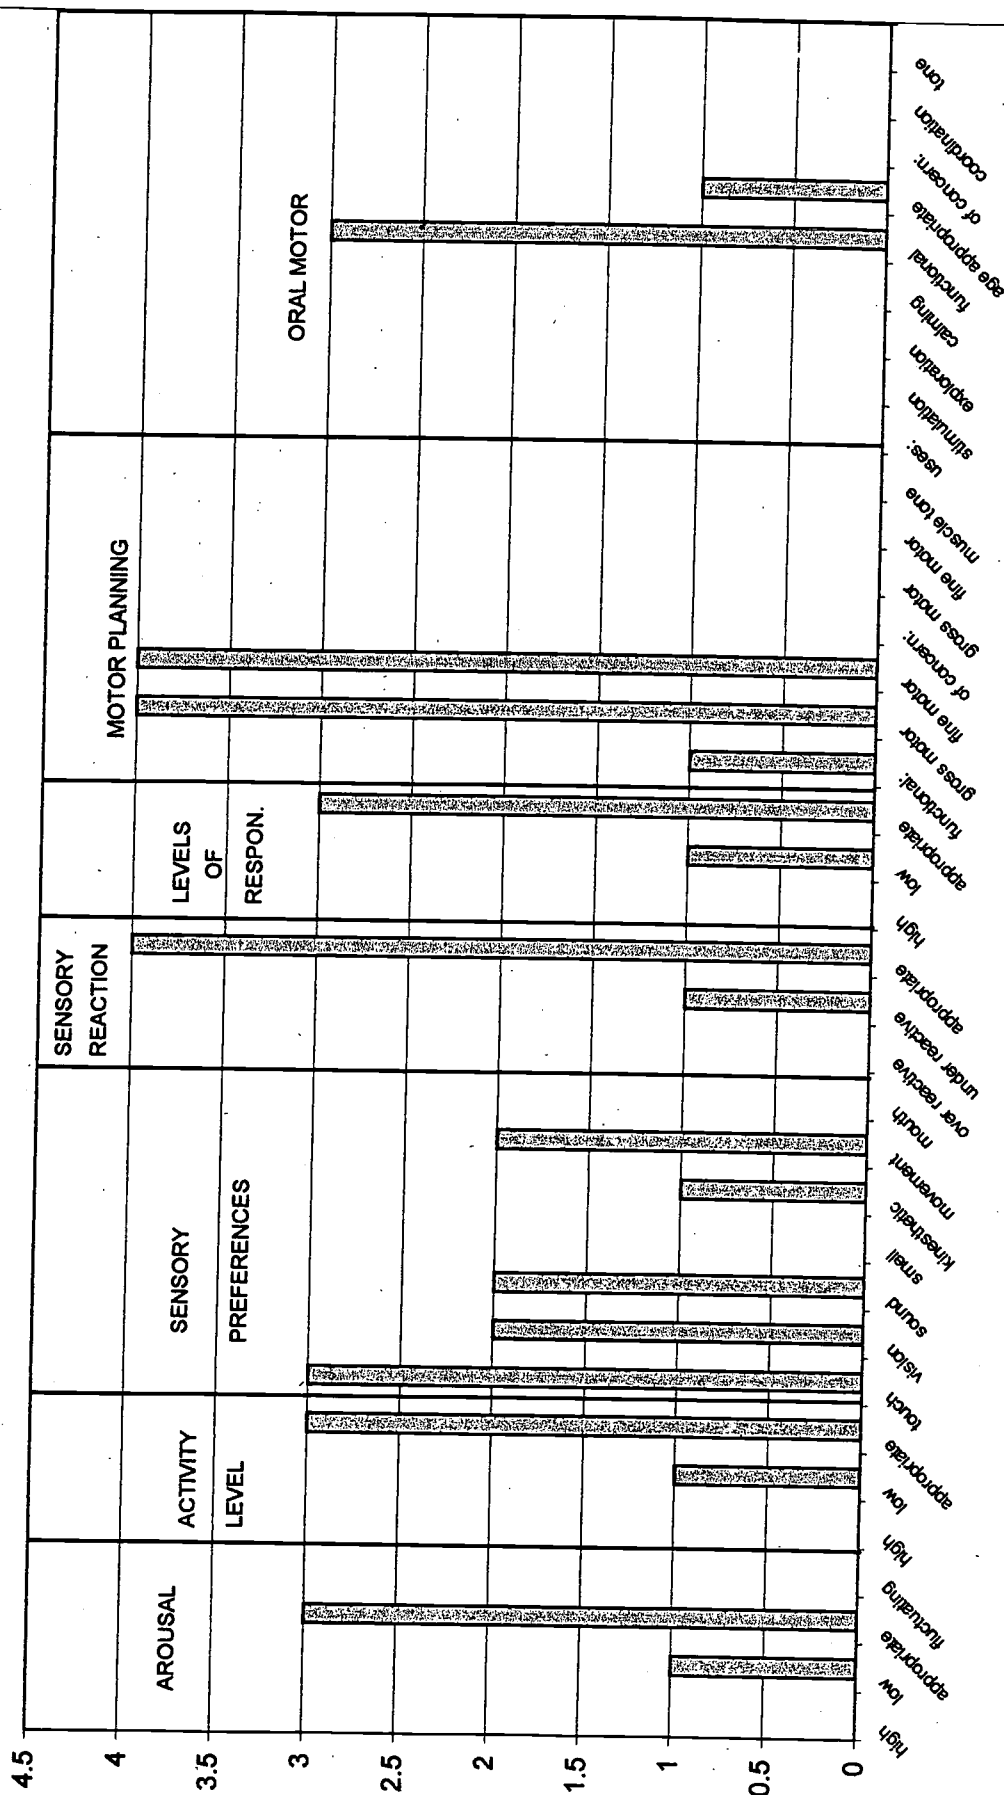 AROUSAL
ACTIVITY
LEVEL
SENSORY
PREFERENCES
SENSORY
REACTION
LEVELS
OF
RESPON.
MOTOR PLANNING
ORAL MOTOR
4.5
4
3.5
3
2.5
2
1.5
1
0.5
0
high
low
appropriate
fluctuating
high
low
appropriate
touch
vision
sound
smell
kinesthetic
movement
mouth
over reactive
under reactive
appropriate
high
low
appropriate
functional:
gross motor
fine motor
of concern:
gross motor
fine motor
muscle tone
uses:
stimulation
exploration
calming
functional
age appropriate
of concern:
coordination
tone